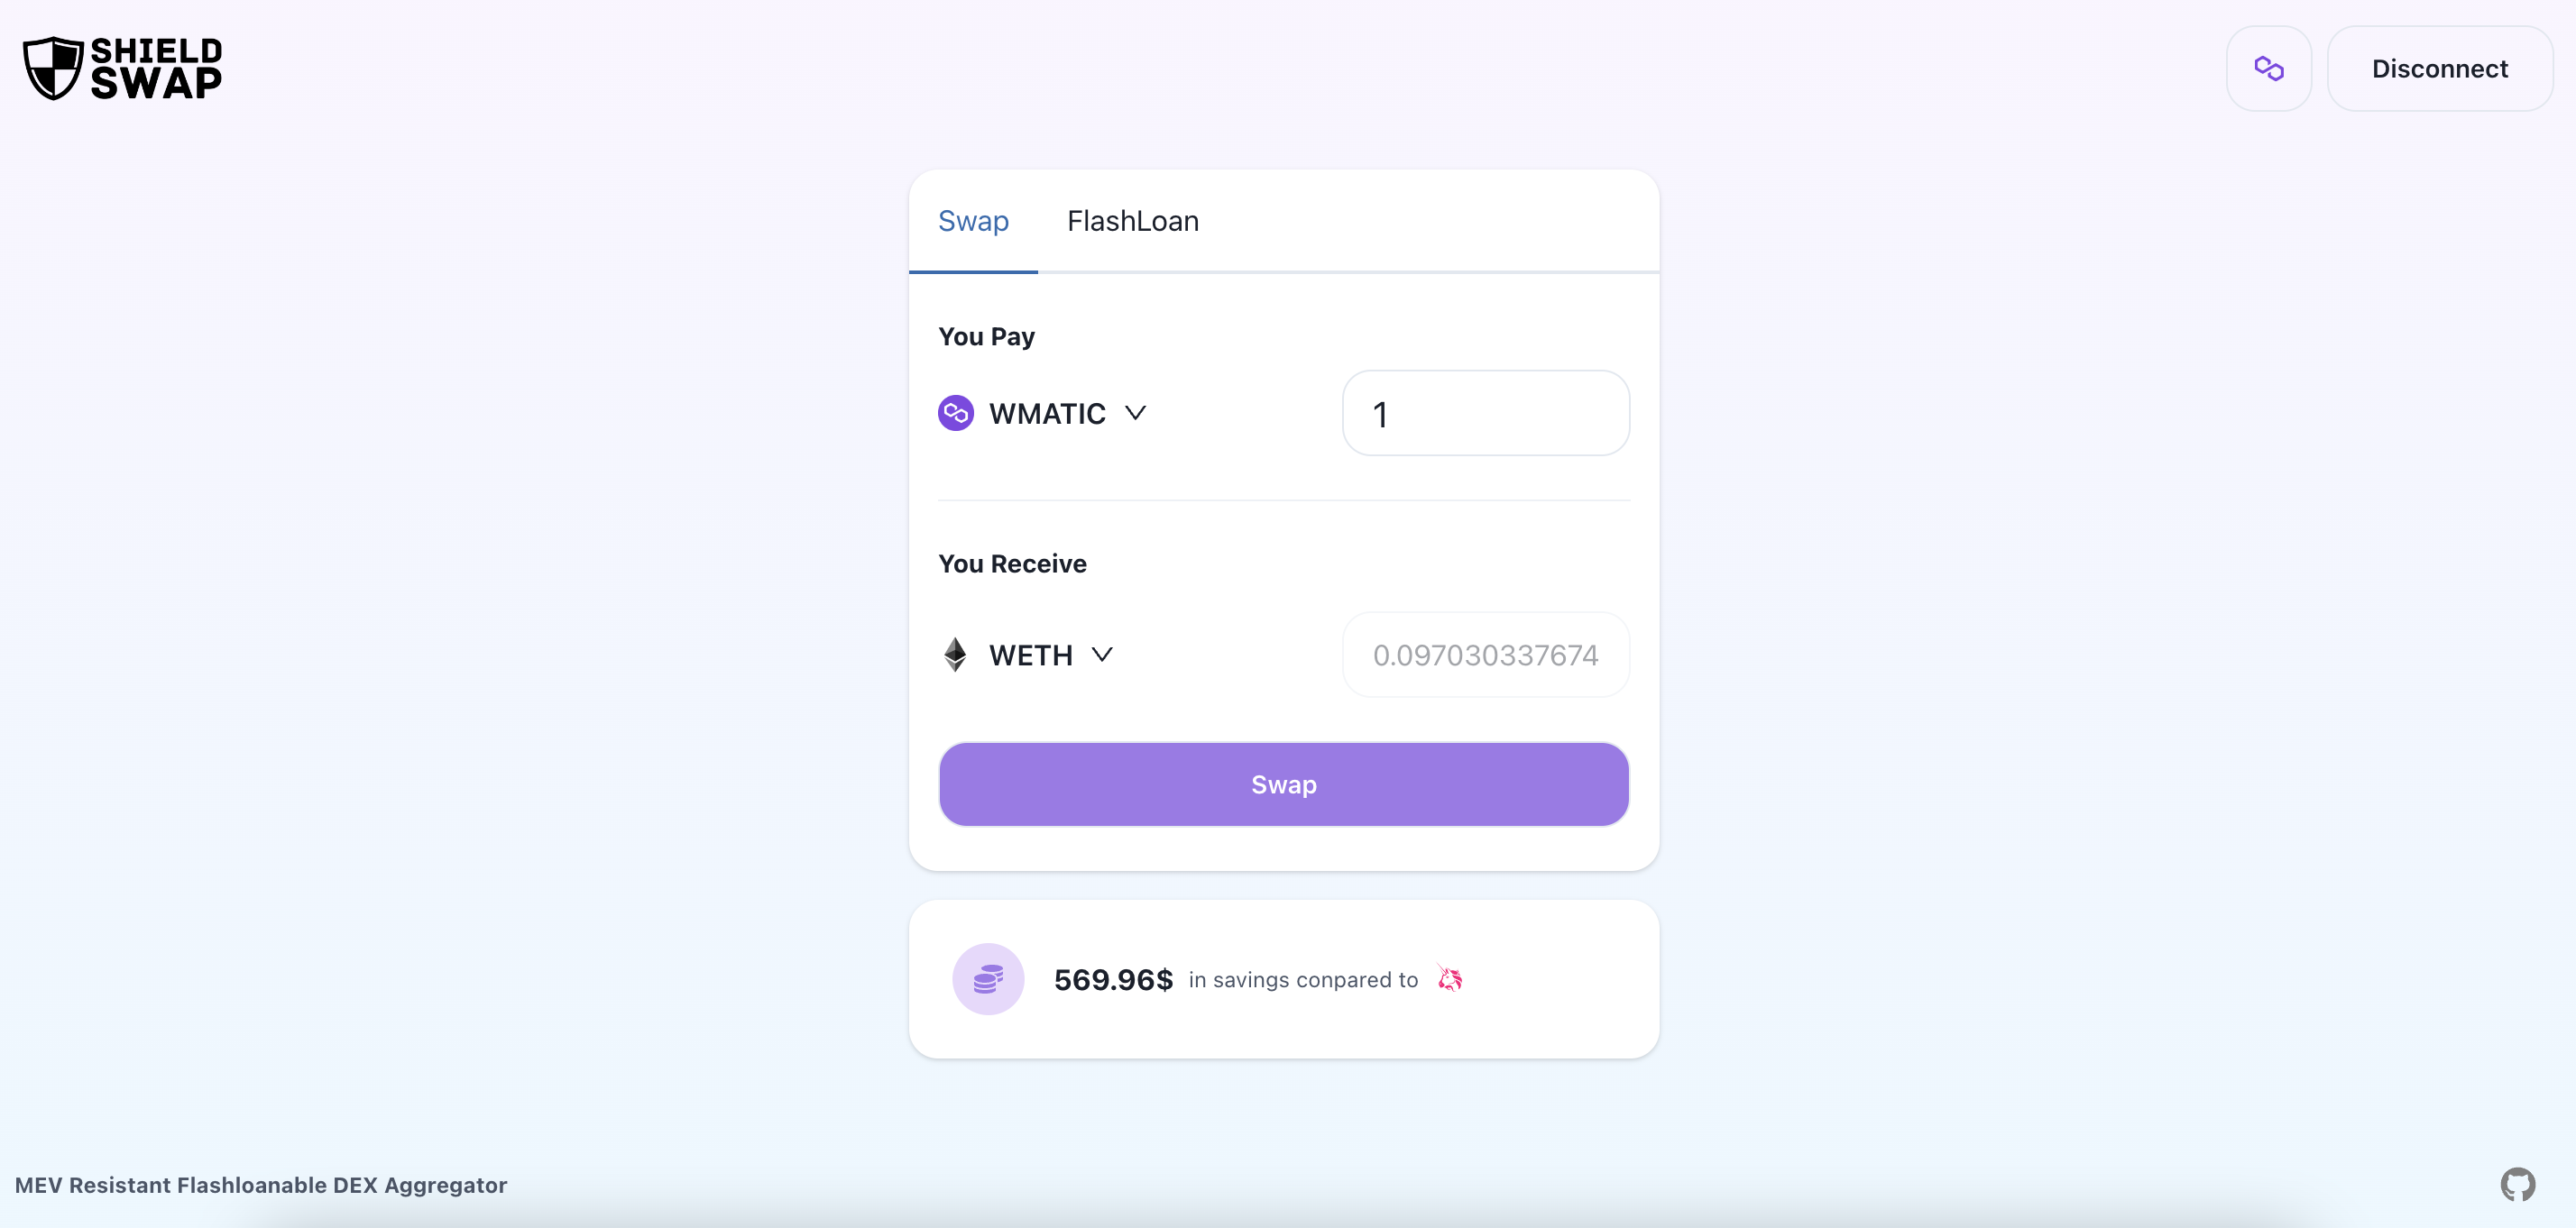 SHIELD
SWAP
Disconnect
Swap FlashLoan
You Pay
WMATIC 1
You Receive
WETH 0.097030337674
Swap
569.96$ in savings conpared to
MEV Resistant Flashloanable DEX Aggregator